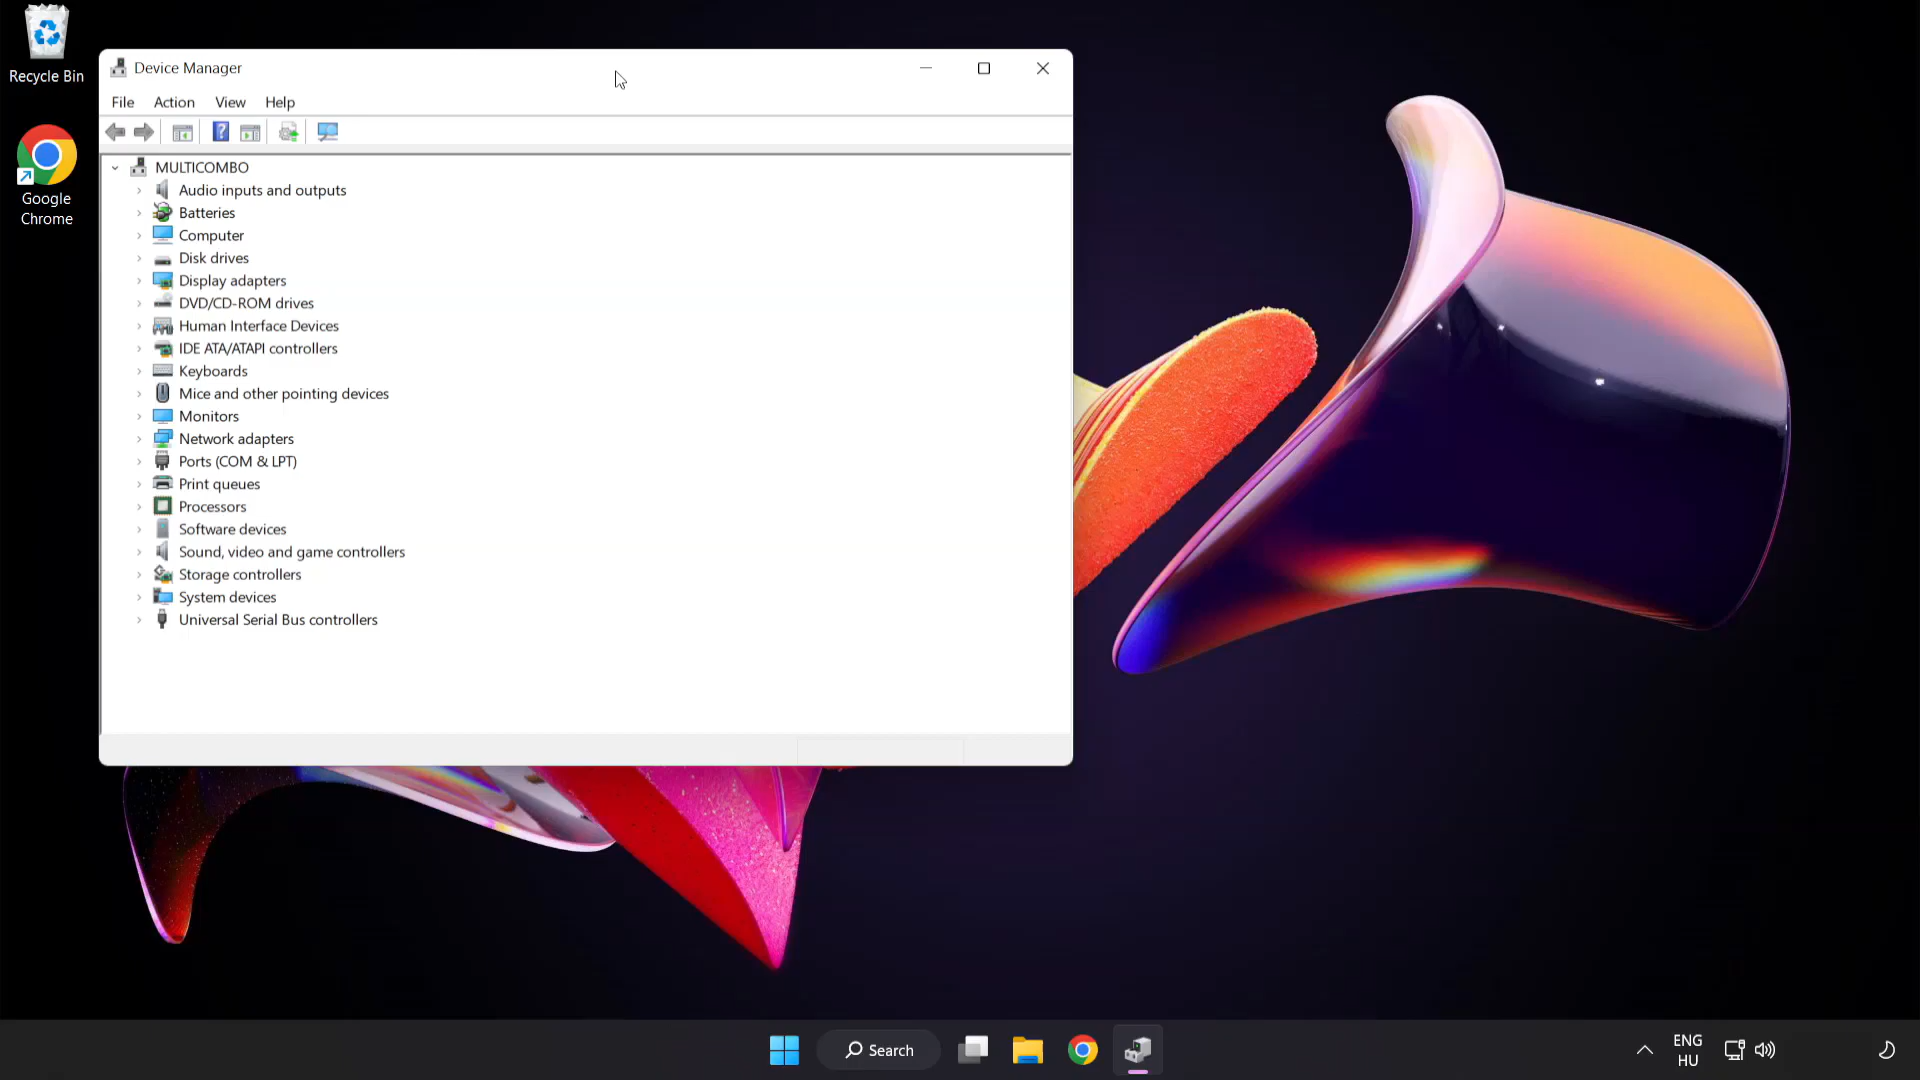 Recycle Bin
Google
Chrome
Device Manager
File Action View Help
MULTICOMBO
Audio inputs and outputs
Batteries
Computer
Disk drives
Display adapters
DVD/CD-ROM drives
Human Interface Devices
IDE ATA/ATAPI controllers
Keyboards
Mice and other pointing devices
Monitors
Network adapters
Ports (COM & LPT)
Print queues
Processors
Software devices
Sound, video and game controllers
Storage controllers
System devices
Universal Serial Bus controllers
Search
ENG
HU